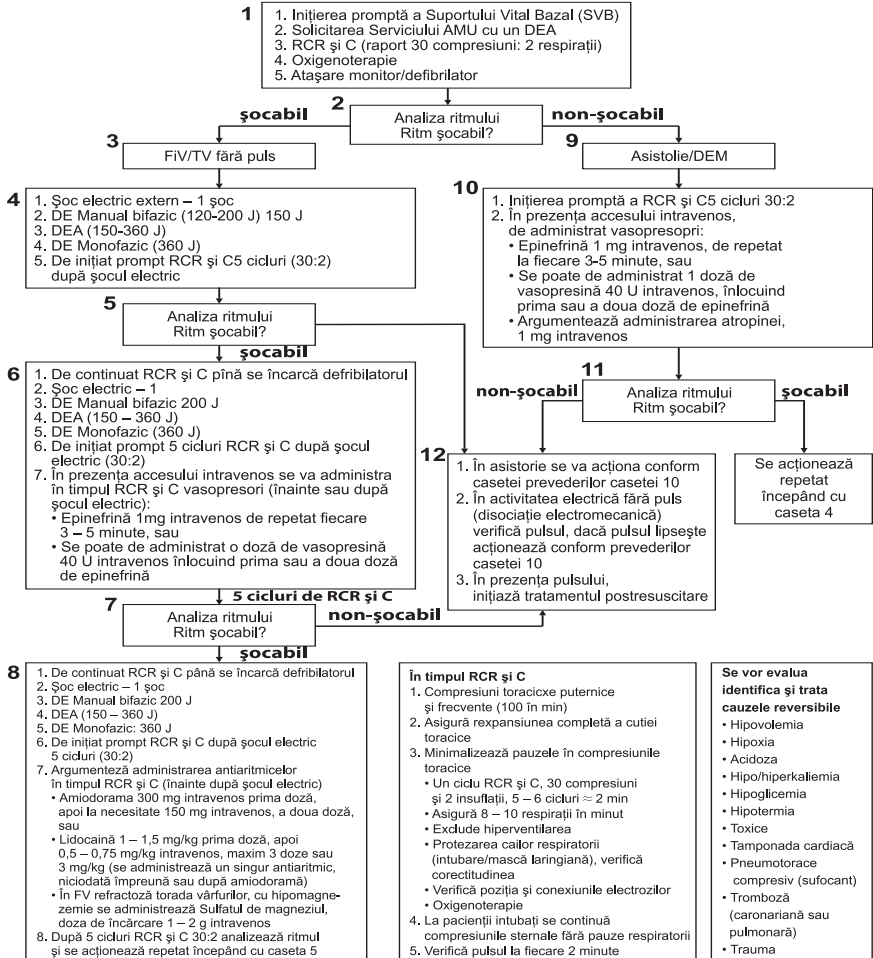 1
1. Inițierea promptă a Suportului Vital Bazal (SVB)
2. Solicitarea Serviciului AMU cu un DEA
3. RCR și C (raport 30 compresiuni: 2 respirații)
4. Oxigenoterapie
5. Atașare monitor/defibrilator
șocabil
2
Analiza ritmului
Ritm șocabil?
non-șocabil
3
FiV/TV fără puls
9
Asistolie/DEM
4
1. Șoc electric extern – 1 șoc
2. DE Manual bifazic (120-200 J) 150 J
3. DEA (150-360 J)
4. DE Monofazic (360 J)
5. De inițiat prompt RCR și C5 cicluri (30:2)
după șocul electric
10
1. Inițierea promptă a RCR și C5 cicluri 30:2
2. În prezența accesului intravenos,
de administrat vasopresopri:
• Epinefrină 1 mg intravenos, de repetat
la fiecare 3-5 minute, sau
• Se poate de administrat 1 doză de
vasopresină 40 U intravenos, înlocuind
prima sau a doua doză de epinefrină
• Argumentează administrarea atropinei,
1 mg intravenos
5
Analiza ritmului
Ritm șocabil?
șocabil
6
1. De continuat RCR și C pînă se încarcă defribilatorul
2. Șoc electric – 1
3. DE Manual bifazic 200 J
4. DEA (150 – 360 J)
5. DE Monofazic (360 J)
6. De inițiat prompt 5 cicluri RCR și C după șocul
electric (30:2)
7. În prezența accesului intravenos se va administra
în timpul RCR și C vasopresori (înainte sau după
șocul electric):
• Epinefrină 1mg intravenos de repetat fiecare
3 – 5 minute, sau
• Se poate de administrat o doză de vasopresină
40 U intravenos înlocuind prima sau a doua doză
de epinefrină
11
non-șocabil
Analiza ritmului
Ritm șocabil?
șocabil
12
1. În asistorie se va acționa conform
casetei prevederilor casetei 10
2. În activitatea electrică fără puls
(disociație electromecanică)
verifică pulsul, dacă pulsul lipsește
acționează conform prevederilor
casetei 10
3. În prezența pulsului,
inițiază tratamentul postresuscitare
Se acționează
repetat
începând cu
caseta 4
5 cicluri de RCR și C
7
Analiza ritmului
Ritm șocabil?
non-șocabil
șocabil
8
1. De continuat RCR și C până se încarcă defribilatorul
2. Șoc electric – 1 șoc
3. DE Manual bifazic 200 J
4. DEA (150 – 360 J)
5. DE Monofazic: 360 J
6. De inițiat prompt RCR și C după șocul electric
5 cicluri (30:2)
7. Argumenteză administrarea antiaritmicelor
în timpul RCR și C (înainte după șocul electric)
• Amiodorama 300 mg intravenos prima doză,
apoi la necesitate 150 mg intravenos, a doua doză,
sau
• Lidocaină 1 – 1,5 mg/kg prima doză, apoi
0,5 – 0,75 mg/kg intravenos, maxim 3 doze sau
3 mg/kg (se administrează un singur antiaritmic,
niciodată împreună sau după amiodoramă)
• În FV refractoză torada vârfurilor, cu hipomagne-
zemie se administrează Sulfatul de magneziul,
doza de încărcare 1 – 2 g intravenos
8. După 5 cicluri RCR și C 30:2 analizează ritmul
și se acționează repetat începând cu caseta 5
În timpul RCR și C
1. Compresiuni toracicxe puternice
și frecvente (100 în min)
2. Asigură rexpansiunea completă a cutiei
toracice
3. Minimalizează pauzele în compresiunile
toracice
• Un ciclu RCR și C, 30 compresiuni
și 2 insuflații, 5 – 6 cicluri ≈ 2 min
• Asigură 8 – 10 respirații în minut
• Exclude hiperventilarea
• Protezarea cailor respiratorii
(intubare/mască laringiană), verifică
corectitudinea
• Verifică poziția și conexiunile electrozilor
• Oxigenoterapie
4. La pacienții intubați se continuă
compresiunile sternale fără pauze respiratorii
5. Verifică pulsul la fiecare 2 minute
Se vor evalua
identifica și trata
cauzele reversibile
• Hipovolemia
• Hipoxia
• Acidoza
• Hipo/hiperkaliemia
• Hipoglicemia
• Hipotermia
• Toxice
• Tamponada cardiacă
• Pneumotorace
compresiv (sufocant)
• Tromboză
(caronariană sau
pulmonară)
• Trauma